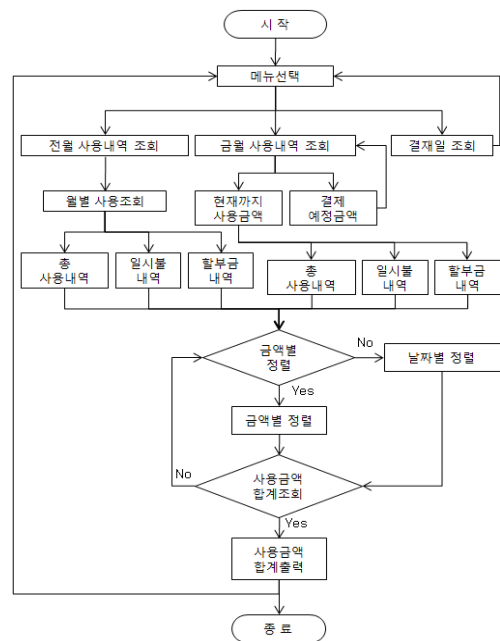 시 작
메뉴선택
전월 사용내역 조회
금월 사용내역 조회
결재일 조회
월별 사용조회
현재까지
사용금액
결제
예정금액
총
사용내역
일시불
내역
할부금
내역
총
사용내역
일시불
내역
할부금
내역
금액별
정렬
No
날짜별 정렬
Yes
금액별 정렬
사용금액
합계조회
No
Yes
사용금액
합계출력
종 료